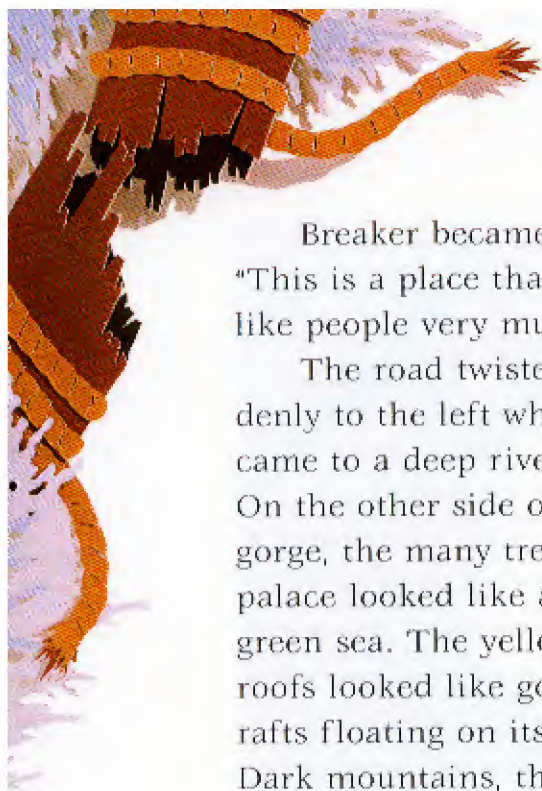 Breaker became
"This is a place tha
like people very mu
The road twiste
denly to the left wh
came to a deep rive
On the other side o
gorge, the many tre
palace looked like a
green sea. The yello
roofs looked like go
rafts floating on its
Dark mountains, th